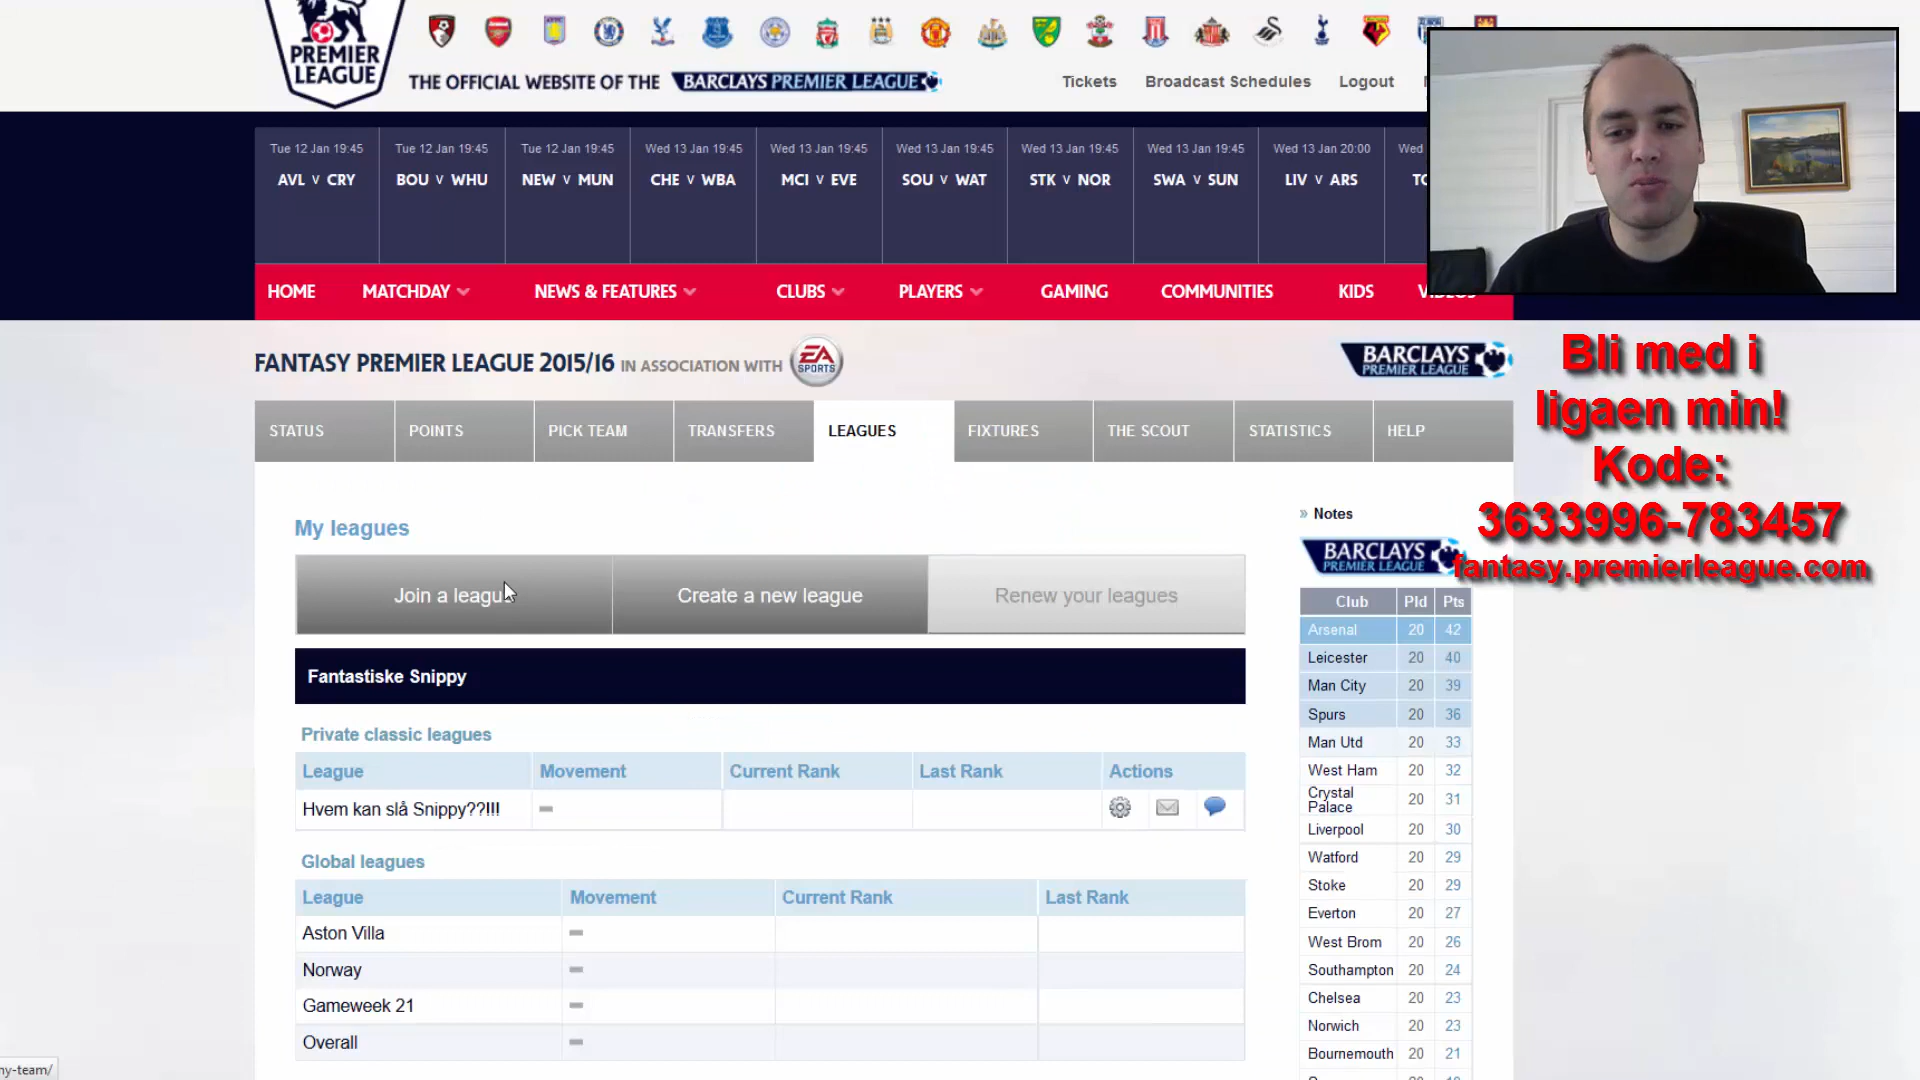 PREMIER
LEAGUE
THE OFFICIAL WEBSITE OF THE BARCLAYS PREMIER LEAGUE
Tickets Broadcast Schedules Logout
Tue 12 Jan 19:45 Tue 12 Jan 19:45 Tue 12 Jan 19:45 Wed 13 Jan 19:45 Wed 13 Jan 19:45 Wed 13 Jan 19:45 Wed 13 Jan 19:45 Wed 13 Jan 19:45 Wed 13 Jan 20:00 Wed
AVL v CRY BOU v WHU NEW v MUN CHE v WBA MCI v EVE SOU v WAT STK v NOR SWA v SUN LIV v ARS
HOME MATCHDAY NEWS & FEATURES CLUBS PLAYERS GAMING COMMUNITIES KIDS VIDEOS
FANTASY PREMIER LEAGUE 2015/16 IN ASSOCIATION WITH EA SPORTS
BARCLAYS
PREMIER LEAGUE
Bli med i
ligaen min!
Kode:
3633996-783457
fantasy.premierleague.com
STATUS POINTS PICK TEAM TRANSFERS LEAGUES FIXTURES THE SCOUT STATISTICS HELP
My leagues
Join a league Create a new league Renew your leagues
Fantastiske Snippy
Private classic leagues
League Movement Current Rank Last Rank Actions
Hvem kan slå Snippy??!!!
Global leagues
League Movement Current Rank Last Rank
Aston Villa
Norway
Gameweek 21
Overall
» Notes
BARCLAYS
PREMIER LEAGUE
Club Pld Pts
Arsenal 20 42
Leicester 20 40
Man City 20 39
Spurs 20 36
Man Utd 20 33
West Ham 20 32
Crystal
Palace 20 31
Liverpool 20 30
Watford 20 29
Stoke 20 29
Everton 20 27
West Brom 20 26
Southampton 20 24
Chelsea 20 23
Norwich 20 23
Bournemouth 20 21
my-team/